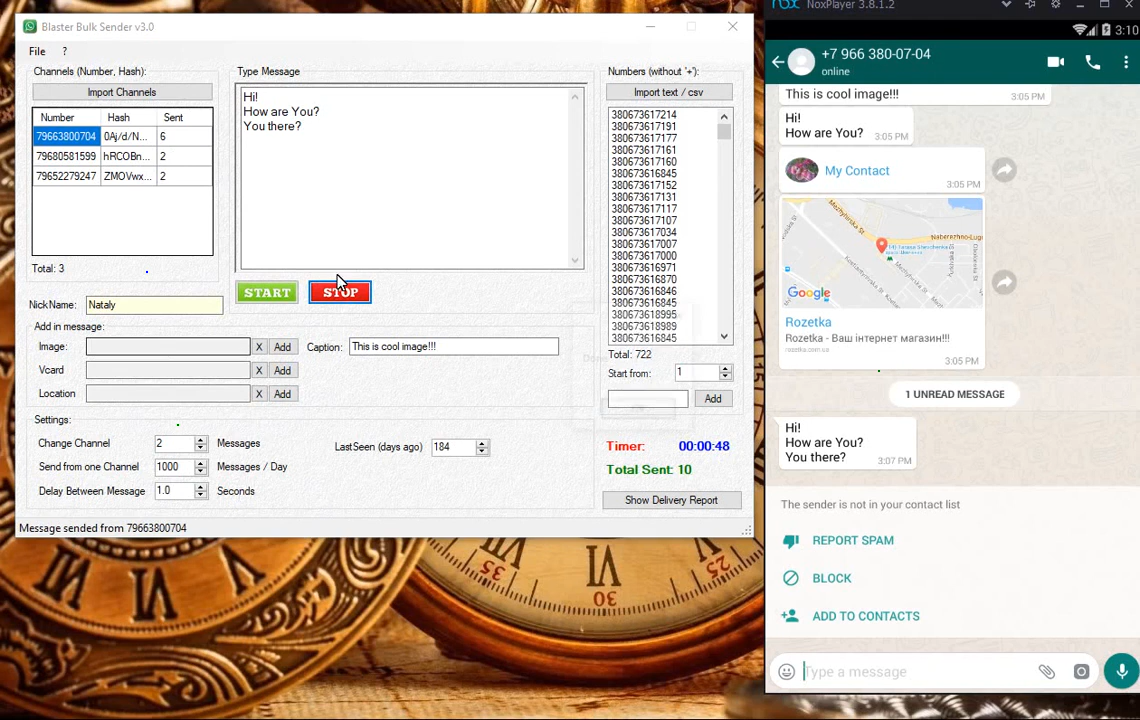 Blaster Bulk Sender v3.0
File ?
Channels (Number, Hash):
Import Channels
Number Hash Sent
79663800704 0Aj/d/N... 6
79680581599 hRCOBn... 2
79652279247 ZMOVwx... 2
Total: 3
NickName: Nataly
Type Message
Hi!
How are You?
You there?
START STOP
Add in message:
Image: X Add Caption: This is cool image!!!
Vcard X Add
Location X Add
Settings:
Change Channel 2 Messages
Send from one Channel 1000 Messages / Day
Delay Between Message 1.0 Seconds
LastSeen (days ago) 184
Numbers (without '+'):
Import text / csv
380673617214
380673617191
380673617177
380673617161
380673617160
380673616845
380673617152
380673617131
380673617117
380673617107
380673617034
380673617007
380673617000
380673616971
380673616870
380673616846
380673616845
380673618995
380673618989
380673616845
Total: 722
Start from: 1
Add
Timer: 00:00:48
Total Sent: 10
Show Delivery Report
Message sended from 79663800704
nox NoxPlayer 3.8.1.2
3:10
+7 966 380-07-04
online
This is cool image!!! 3:05 PM
Hi!
How are You? 3:05 PM
My Contact
3:05 PM
Mezhyhirska St
Naberezhno-Lug
Google
Rozetka
Rozetka - Ваш інтернет магазин!!!
rozetka.com.ua
3:05 PM
1 UNREAD MESSAGE
Hi!
How are You?
You there? 3:07 PM
The sender is not in your contact list
REPORT SPAM
BLOCK
ADD TO CONTACTS
Type a message
VI
35
30
25